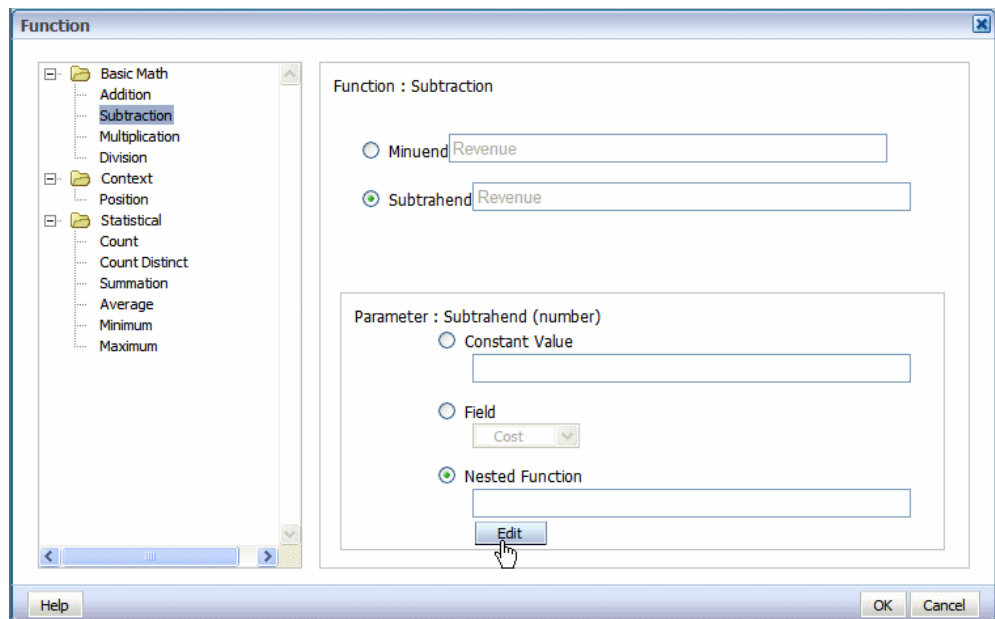 Function
Basic Math
Addition
Subtraction
Multiplication
Division
Context
Position
Statistical
Count
Count Distinct
Summation
Average
Minimum
Maximum
Function : Subtraction
Minuend Revenue
Subtrahend Revenue
Parameter : Subtrahend (number)
Constant Value
Field
Cost
Nested Function
Edit
Help OK Cancel